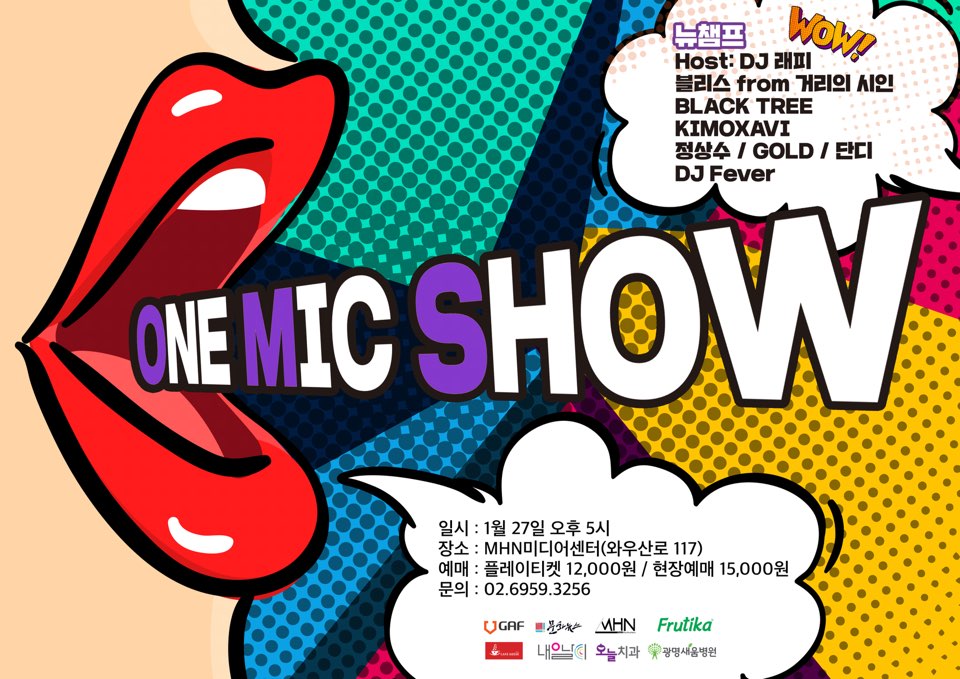 뉴챔프
WOW!
Host: DJ 래피
블리스 from 거리의 시인
BLACK TREE
KIMOXAVI
정상수 / GOLD / 단디
DJ Fever
ONE MIC SHOW
일시 : 1월 27일 오후 5시
장소 : MHN미디어센터(와우산로 117)
예매 : 플레이티켓 12,000원 / 현장예매 15,000원
문의 : 02.6959.3256
GAF 문화뉴스 MHN Frutika
오늘치과 광명새움병원